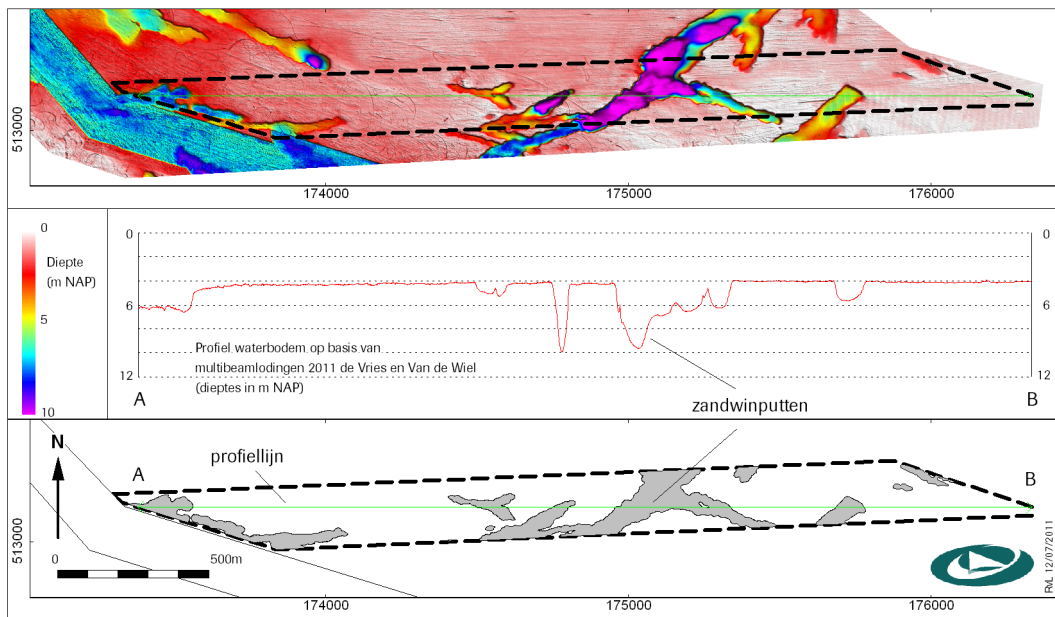 513000
174000
175000
176000
0
Diepte
(m NAP)
5
10
0
6
12
0
6
12
Profiel waterbodem op basis van
multibeamlodingen 2011 de Vries en Van de Wiel
(dieptes in m NAP)
A
B
zandwinputten
N
A
profiellijn
B
513000
0
500m
174000
175000
176000
RvL 12/07/2011